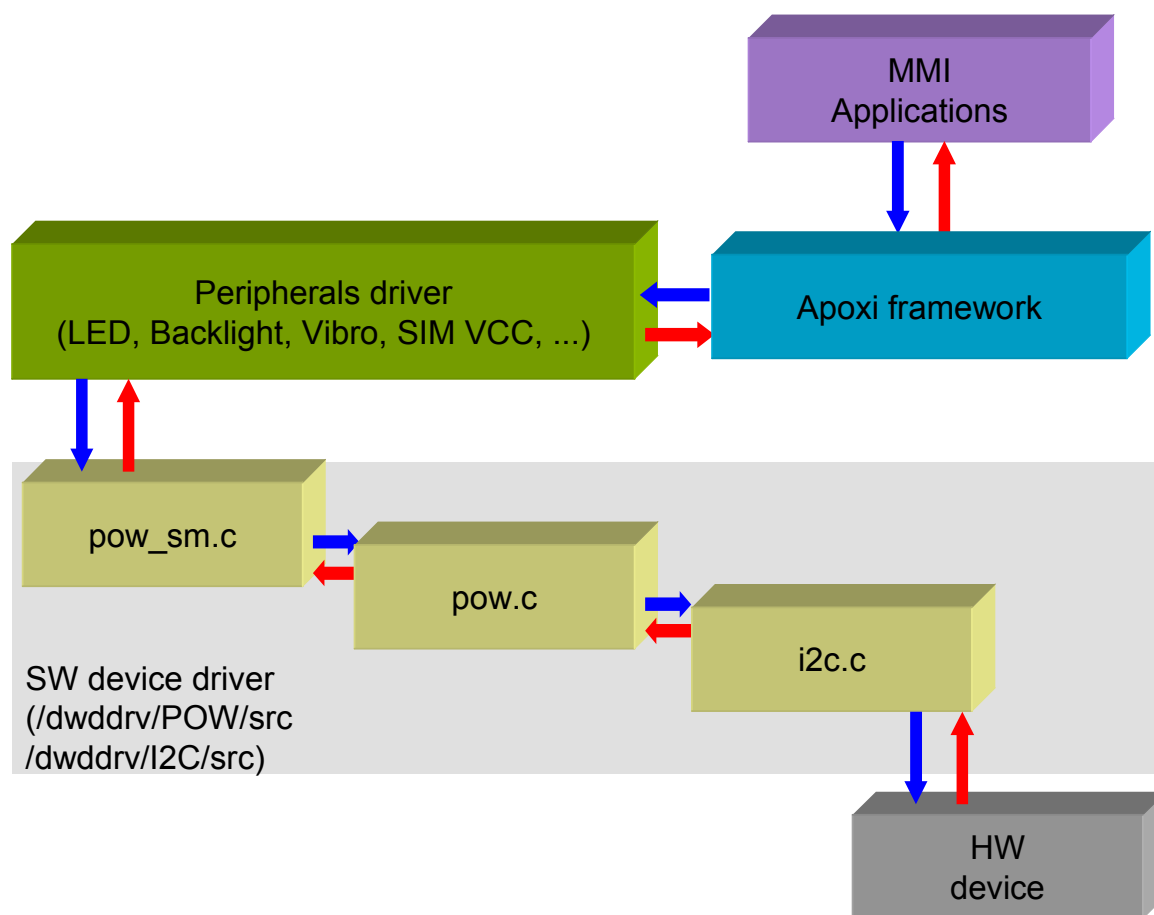 MMI
Applications
Peripherals driver
(LED, Backlight, Vibro, SIM VCC, ...)
Apoxi framework
pow_sm.c
pow.c
i2c.c
SW device driver
(/dwddrv/POW/src
/dwddrv/I2C/src)
HW
device